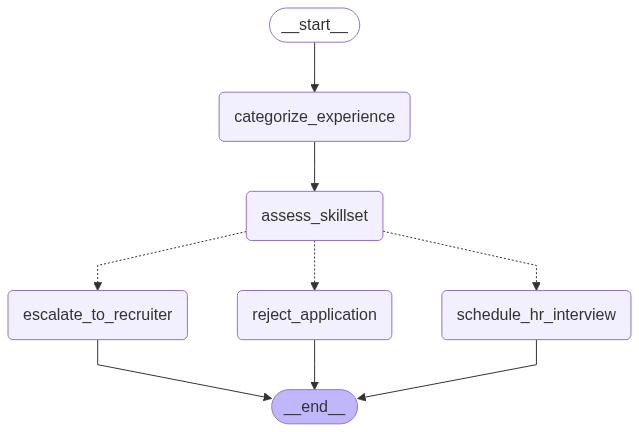 __start__
categorize_experience
assess_skillset
escalate_to_recruiter
reject_application
schedule_hr_interview
__end__